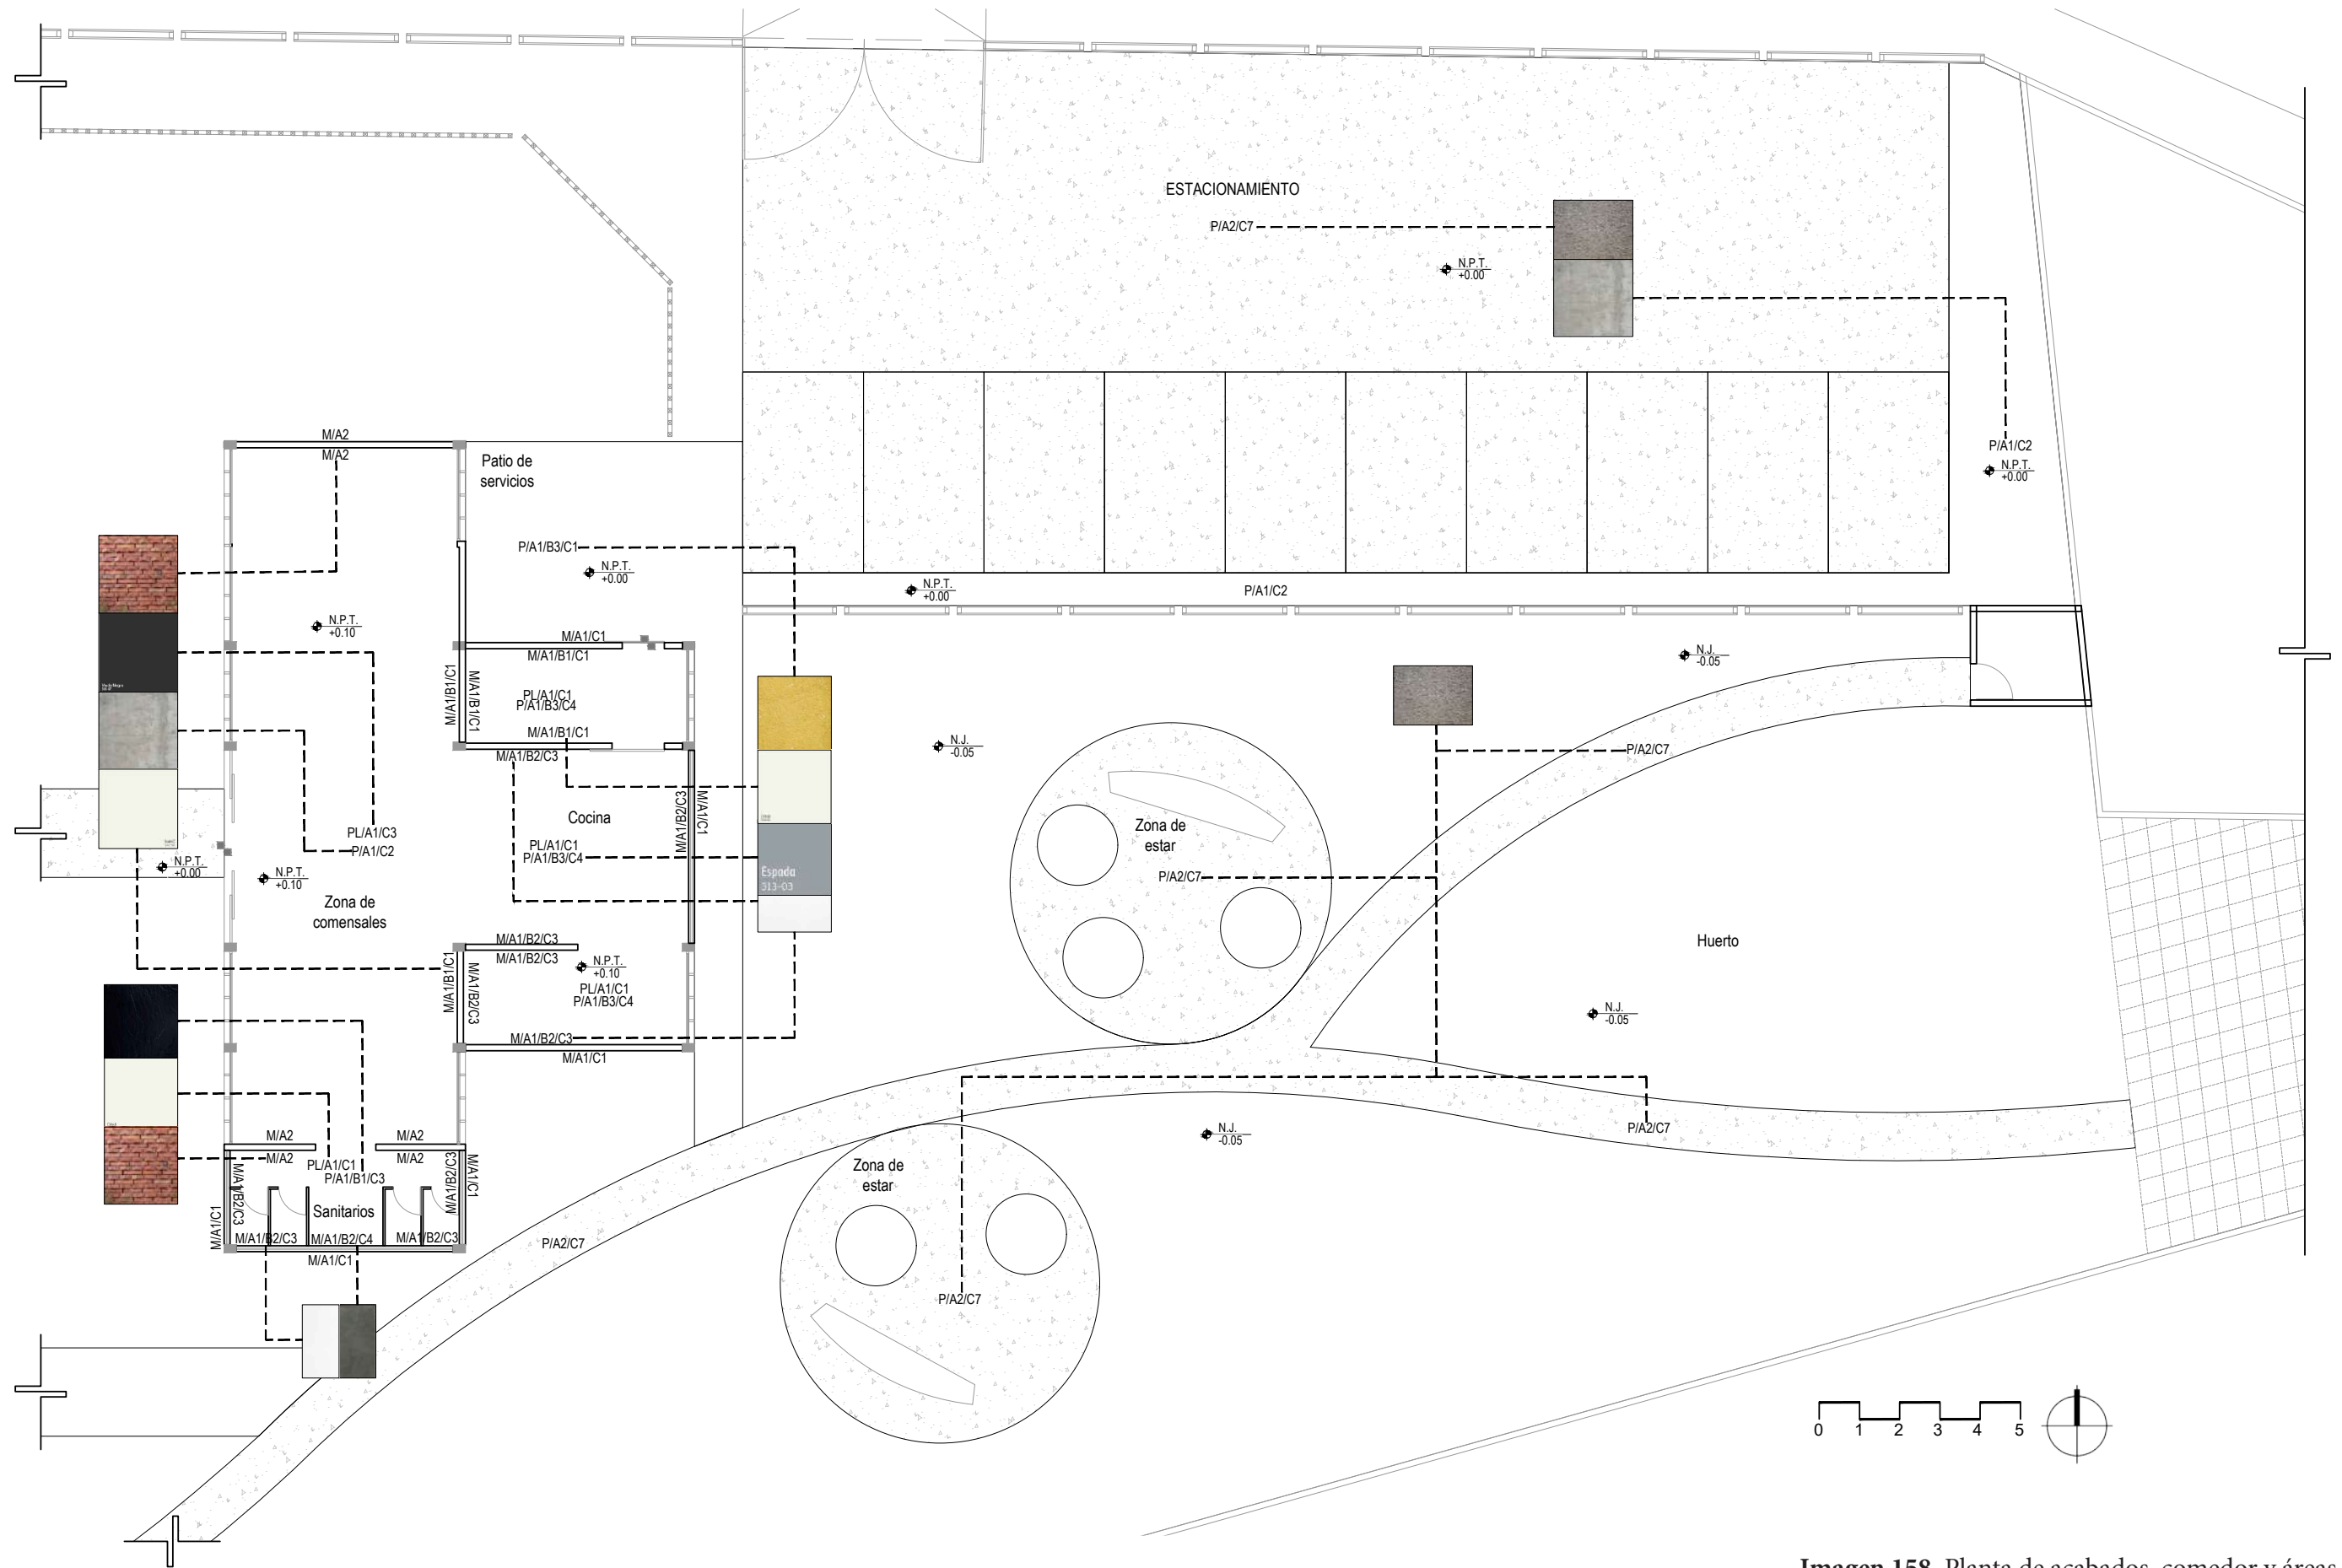 ESTACIONAMIENTO
P/A2/C7
N.P.T.
+0.00
M/A2
M/A2
P/A1/C2
N.P.T.
+0.00
Patio de
servicios
P/A1/B3/C1
N.P.T.
+0.00
N.P.T.
+0.00
P/A1/C2
N.P.T.
+0.10
M/A1/C1
M/A1/B1/C1
N.J.
-0.05
M/A1/B1/C1
M/A1/B1/C1
PL/A1/C1
P/A1/B3/C4
M/A1/B1/C1
M/A1/B2/C3
N.J.
-0.05
P/A2/C7
M/A1/B2/C3
M/A1/C1
Cocina
Zona de
estar
PL/A1/C3
P/A1/C2
PL/A1/C1
P/A1/B3/C4
Espada
313-03
N.P.T.
+0.00
N.P.T.
+0.10
P/A2/C7
Zona de
comensales
M/A1/B2/C3
M/A1/B2/C3
Huerto
M/A1/B1/C1
M/A1/B2/C3
N.P.T.
+0.10
PL/A1/C1
P/A1/B3/C4
N.J.
-0.05
M/A1/B2/C3
M/A1/C1
M/A2
M/A2
M/A2
M/A2
N.J.
-0.05
P/A2/C7
PL/A1/C1
P/A1/B1/C3
M/A1/B2/C3
M/A1/B2/C3
M/A1/C1
Zona de
estar
Sanitarios
M/A1/C1
M/A1/B2/C3
M/A1/B2/C4
M/A1/B2/C3
M/A1/C1
P/A2/C7
P/A2/C7
0 1 2 3 4 5
Imagen 158. Planta de acabados, comedor y áreas